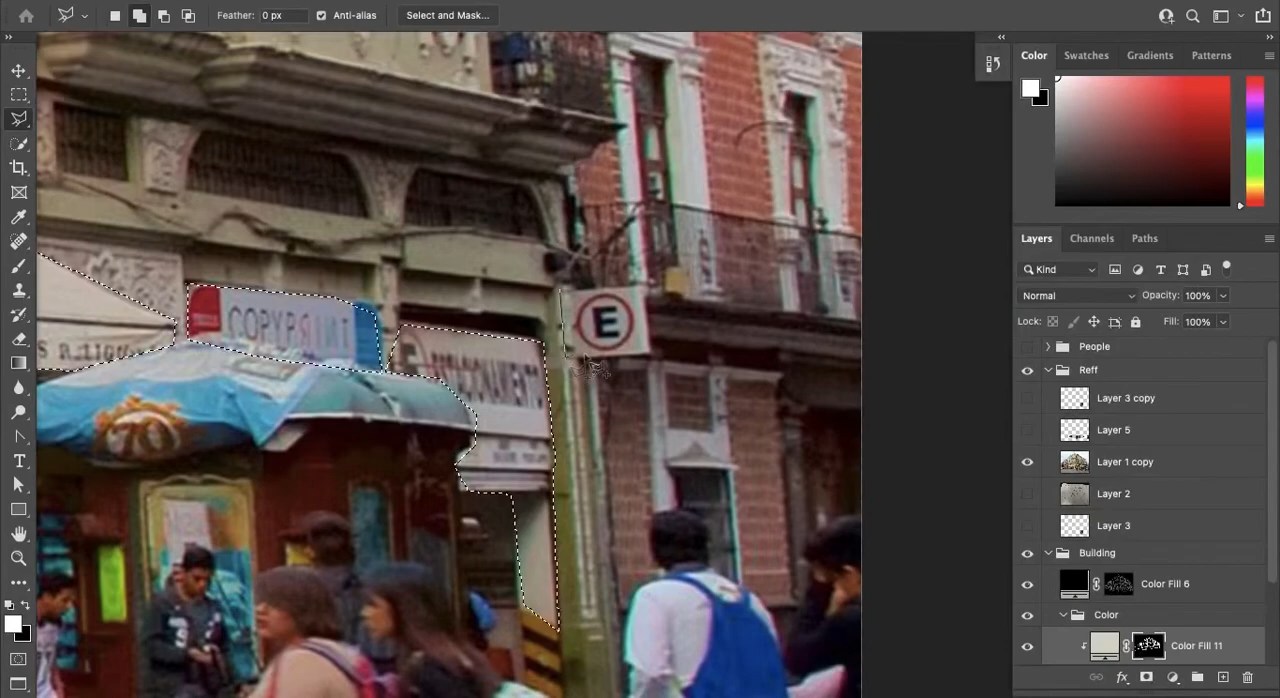 Feather: 0 px Anti-alias Select and Mask...
Color Swatches Gradients Patterns
Layers Channels Paths
Kind
Normal Opacity: 100%
Lock: Fill: 100%
People
Reff
Layer 3 copy
Layer 5
Layer 1 copy
Layer 2
Layer 3
Building
Color Fill 6
Color
Color Fill 11
COPYPRINT
E
E